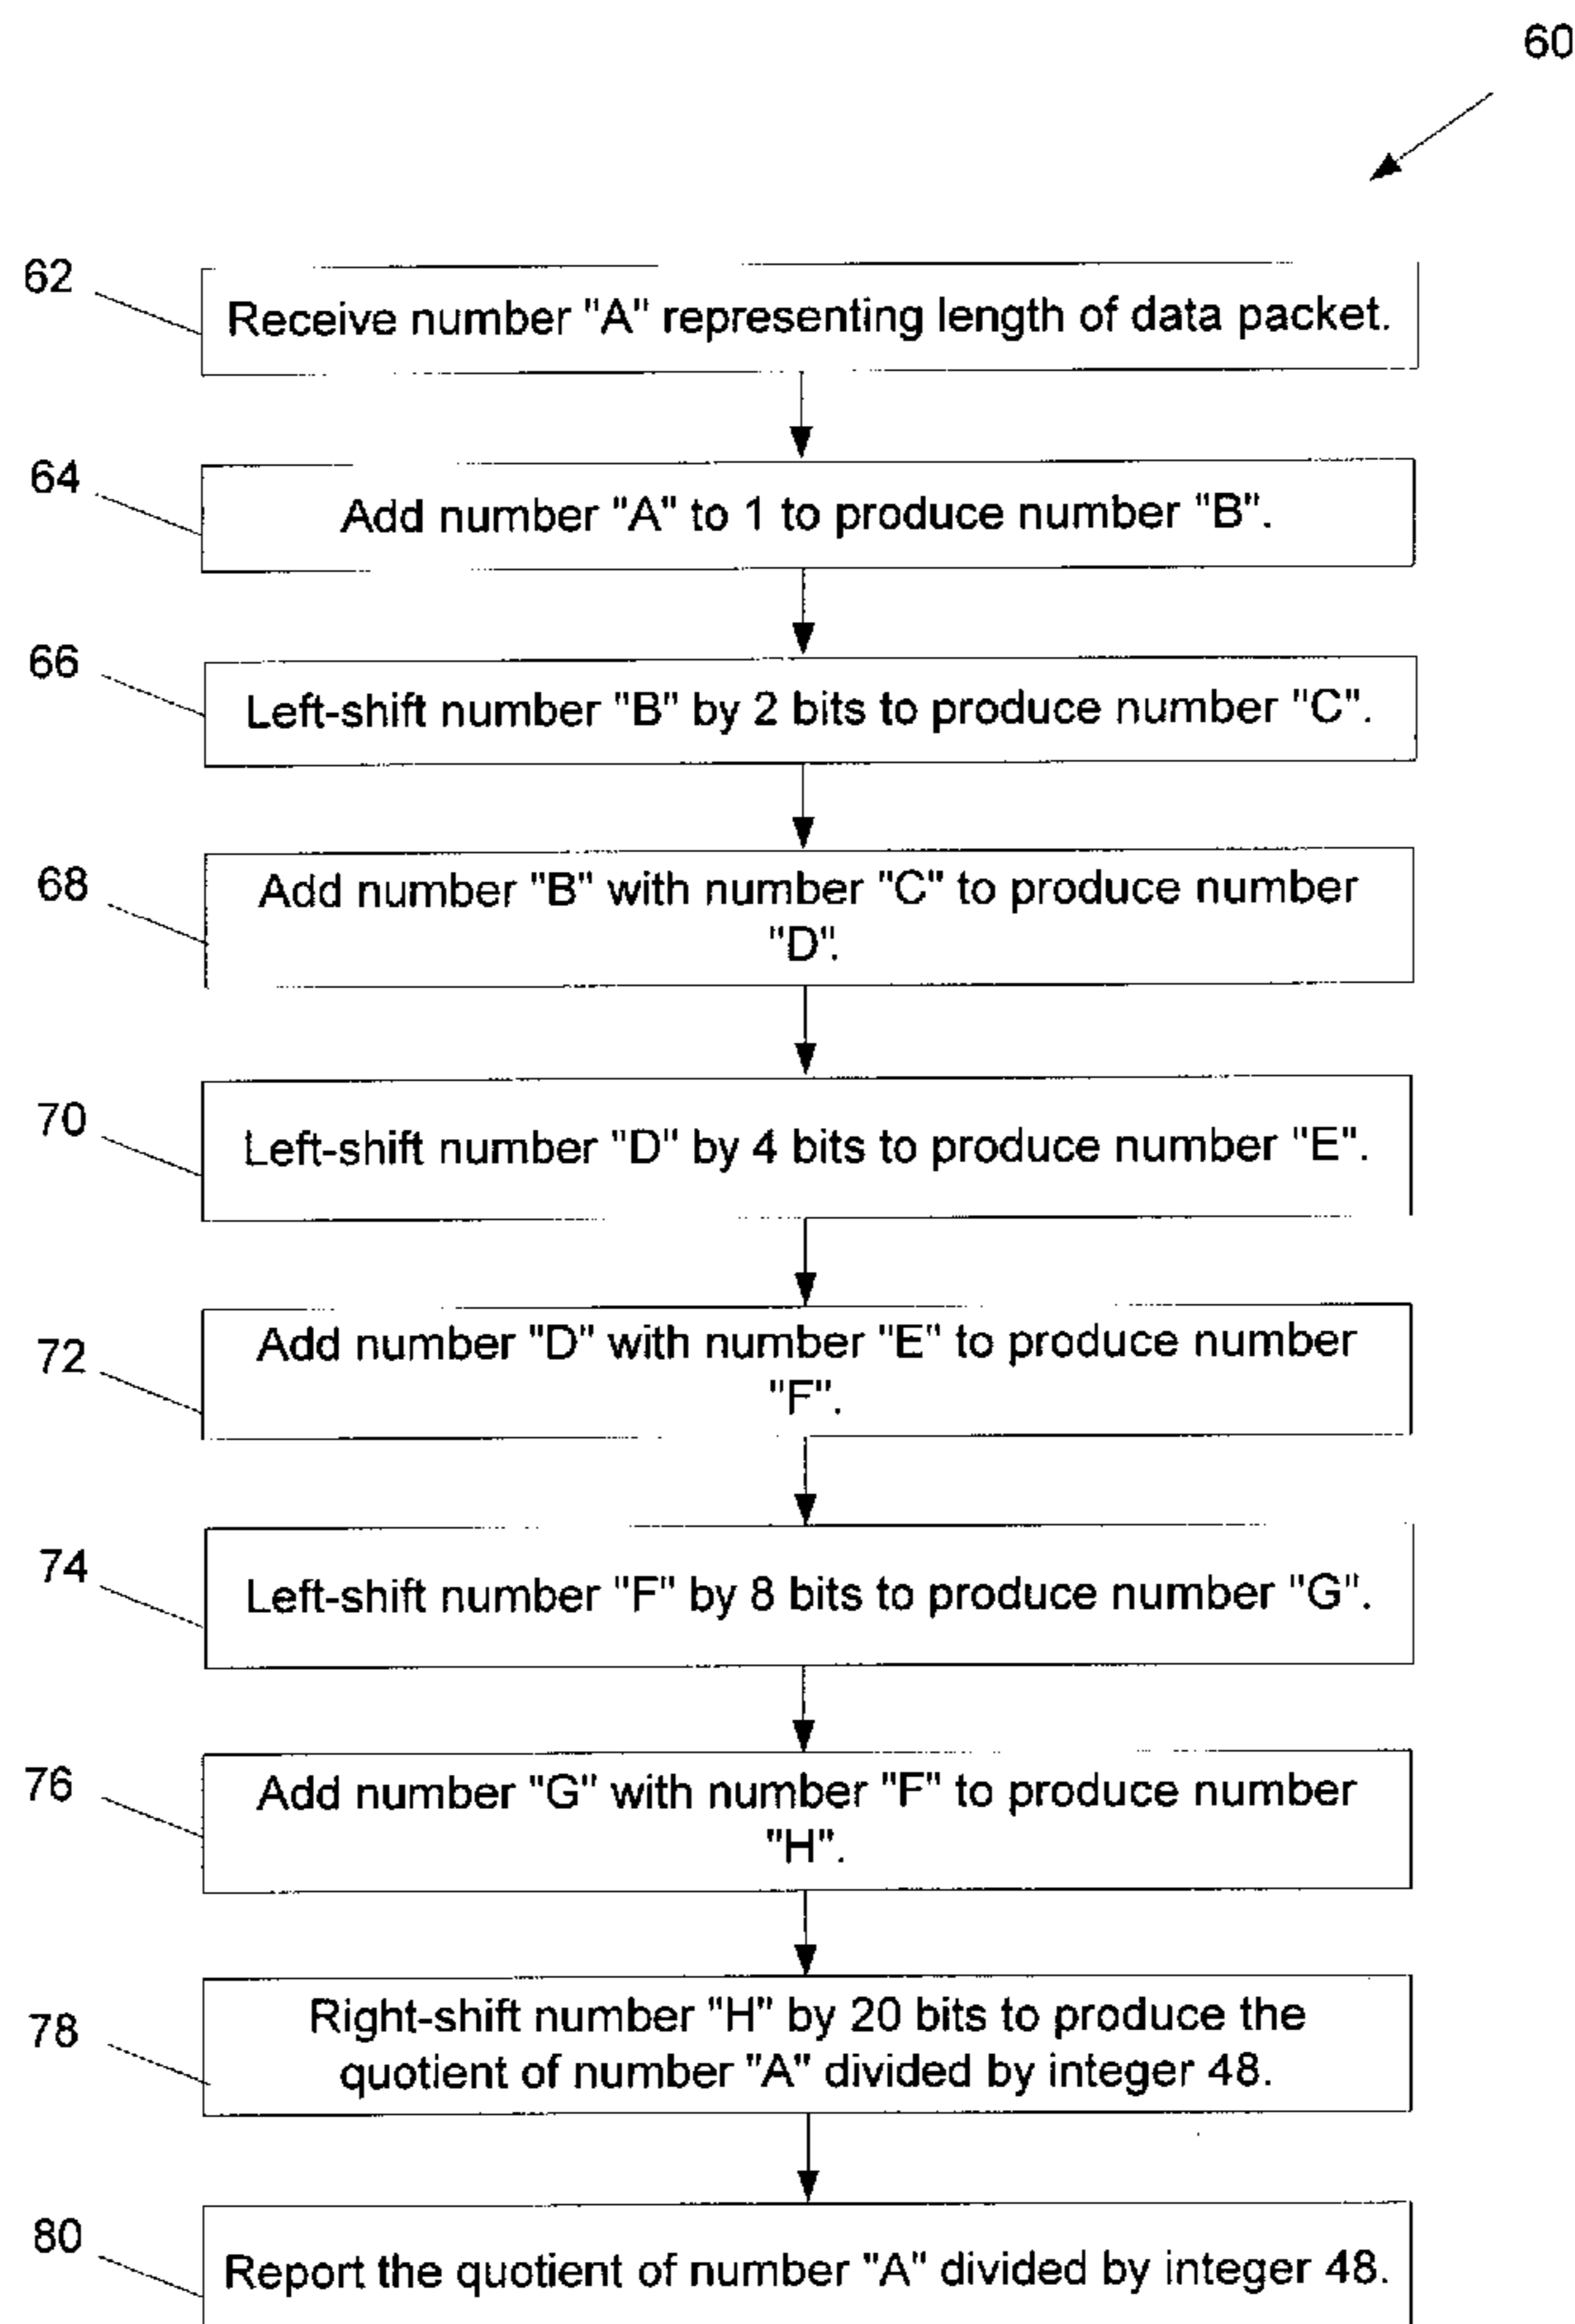 60
62
Receive number "A" representing length of data packet.
64
Add number "A" to 1 to produce number "B".
66
Left-shift number "B" by 2 bits to produce number "C".
68
Add number "B" with number "C" to produce number
"D".
70
Left-shift number "D" by 4 bits to produce number "E".
72
Add number "D" with number "E" to produce number
"F".
74
Left-shift number "F" by 8 bits to produce number "G".
76
Add number "G" with number "F" to produce number
"H".
78
Right-shift number "H" by 20 bits to produce the
quotient of number "A" divided by integer 48.
80
Report the quotient of number "A" divided by integer 48.